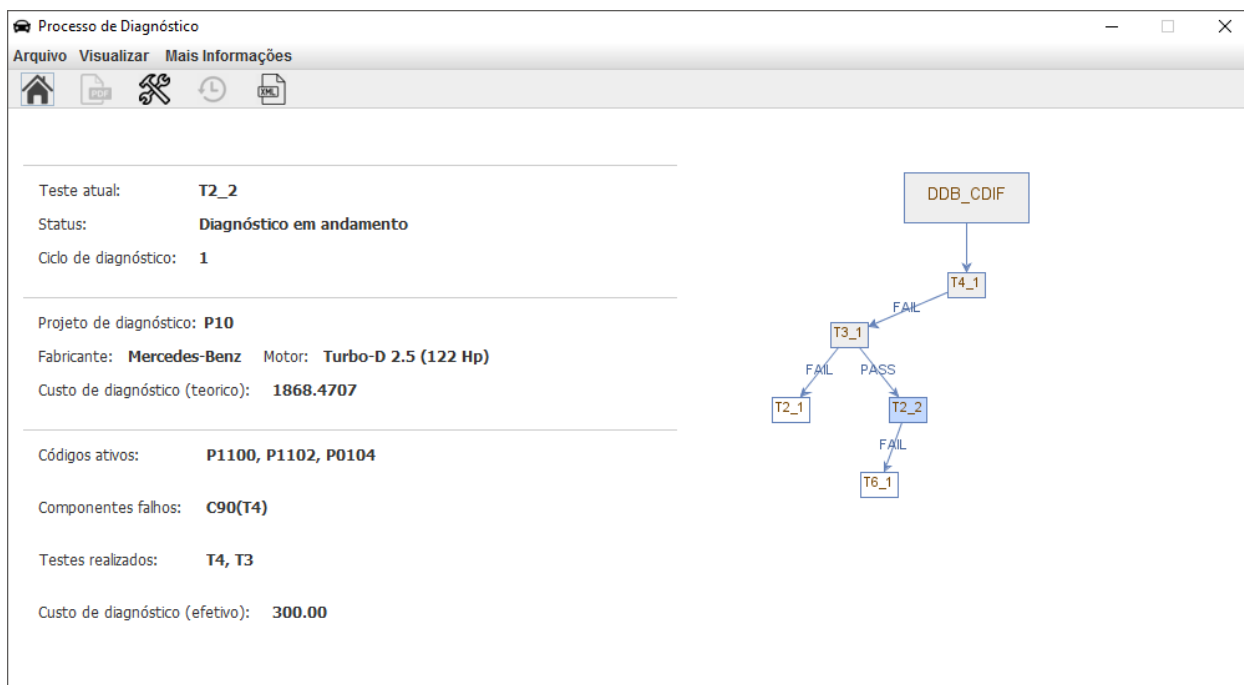 Processo de Diagnóstico
Arquivo Visualizar Mais Informações
PDF XML
Teste atual: T2_2
Status: Diagnóstico em andamento
Ciclo de diagnóstico: 1
Projeto de diagnóstico: P10
Fabricante: Mercedes-Benz Motor: Turbo-D 2.5 (122 Hp)
Custo de diagnóstico (teorico): 1868.4707
Códigos ativos: P1100, P1102, P0104
Componentes falhos: C90(T4)
Testes realizados: T4, T3
Custo de diagnóstico (efetivo): 300.00
DDB_CDIF
T4_1
FAIL
T3_1
FAIL PASS
T2_1 T2_2
FAIL
T6_1